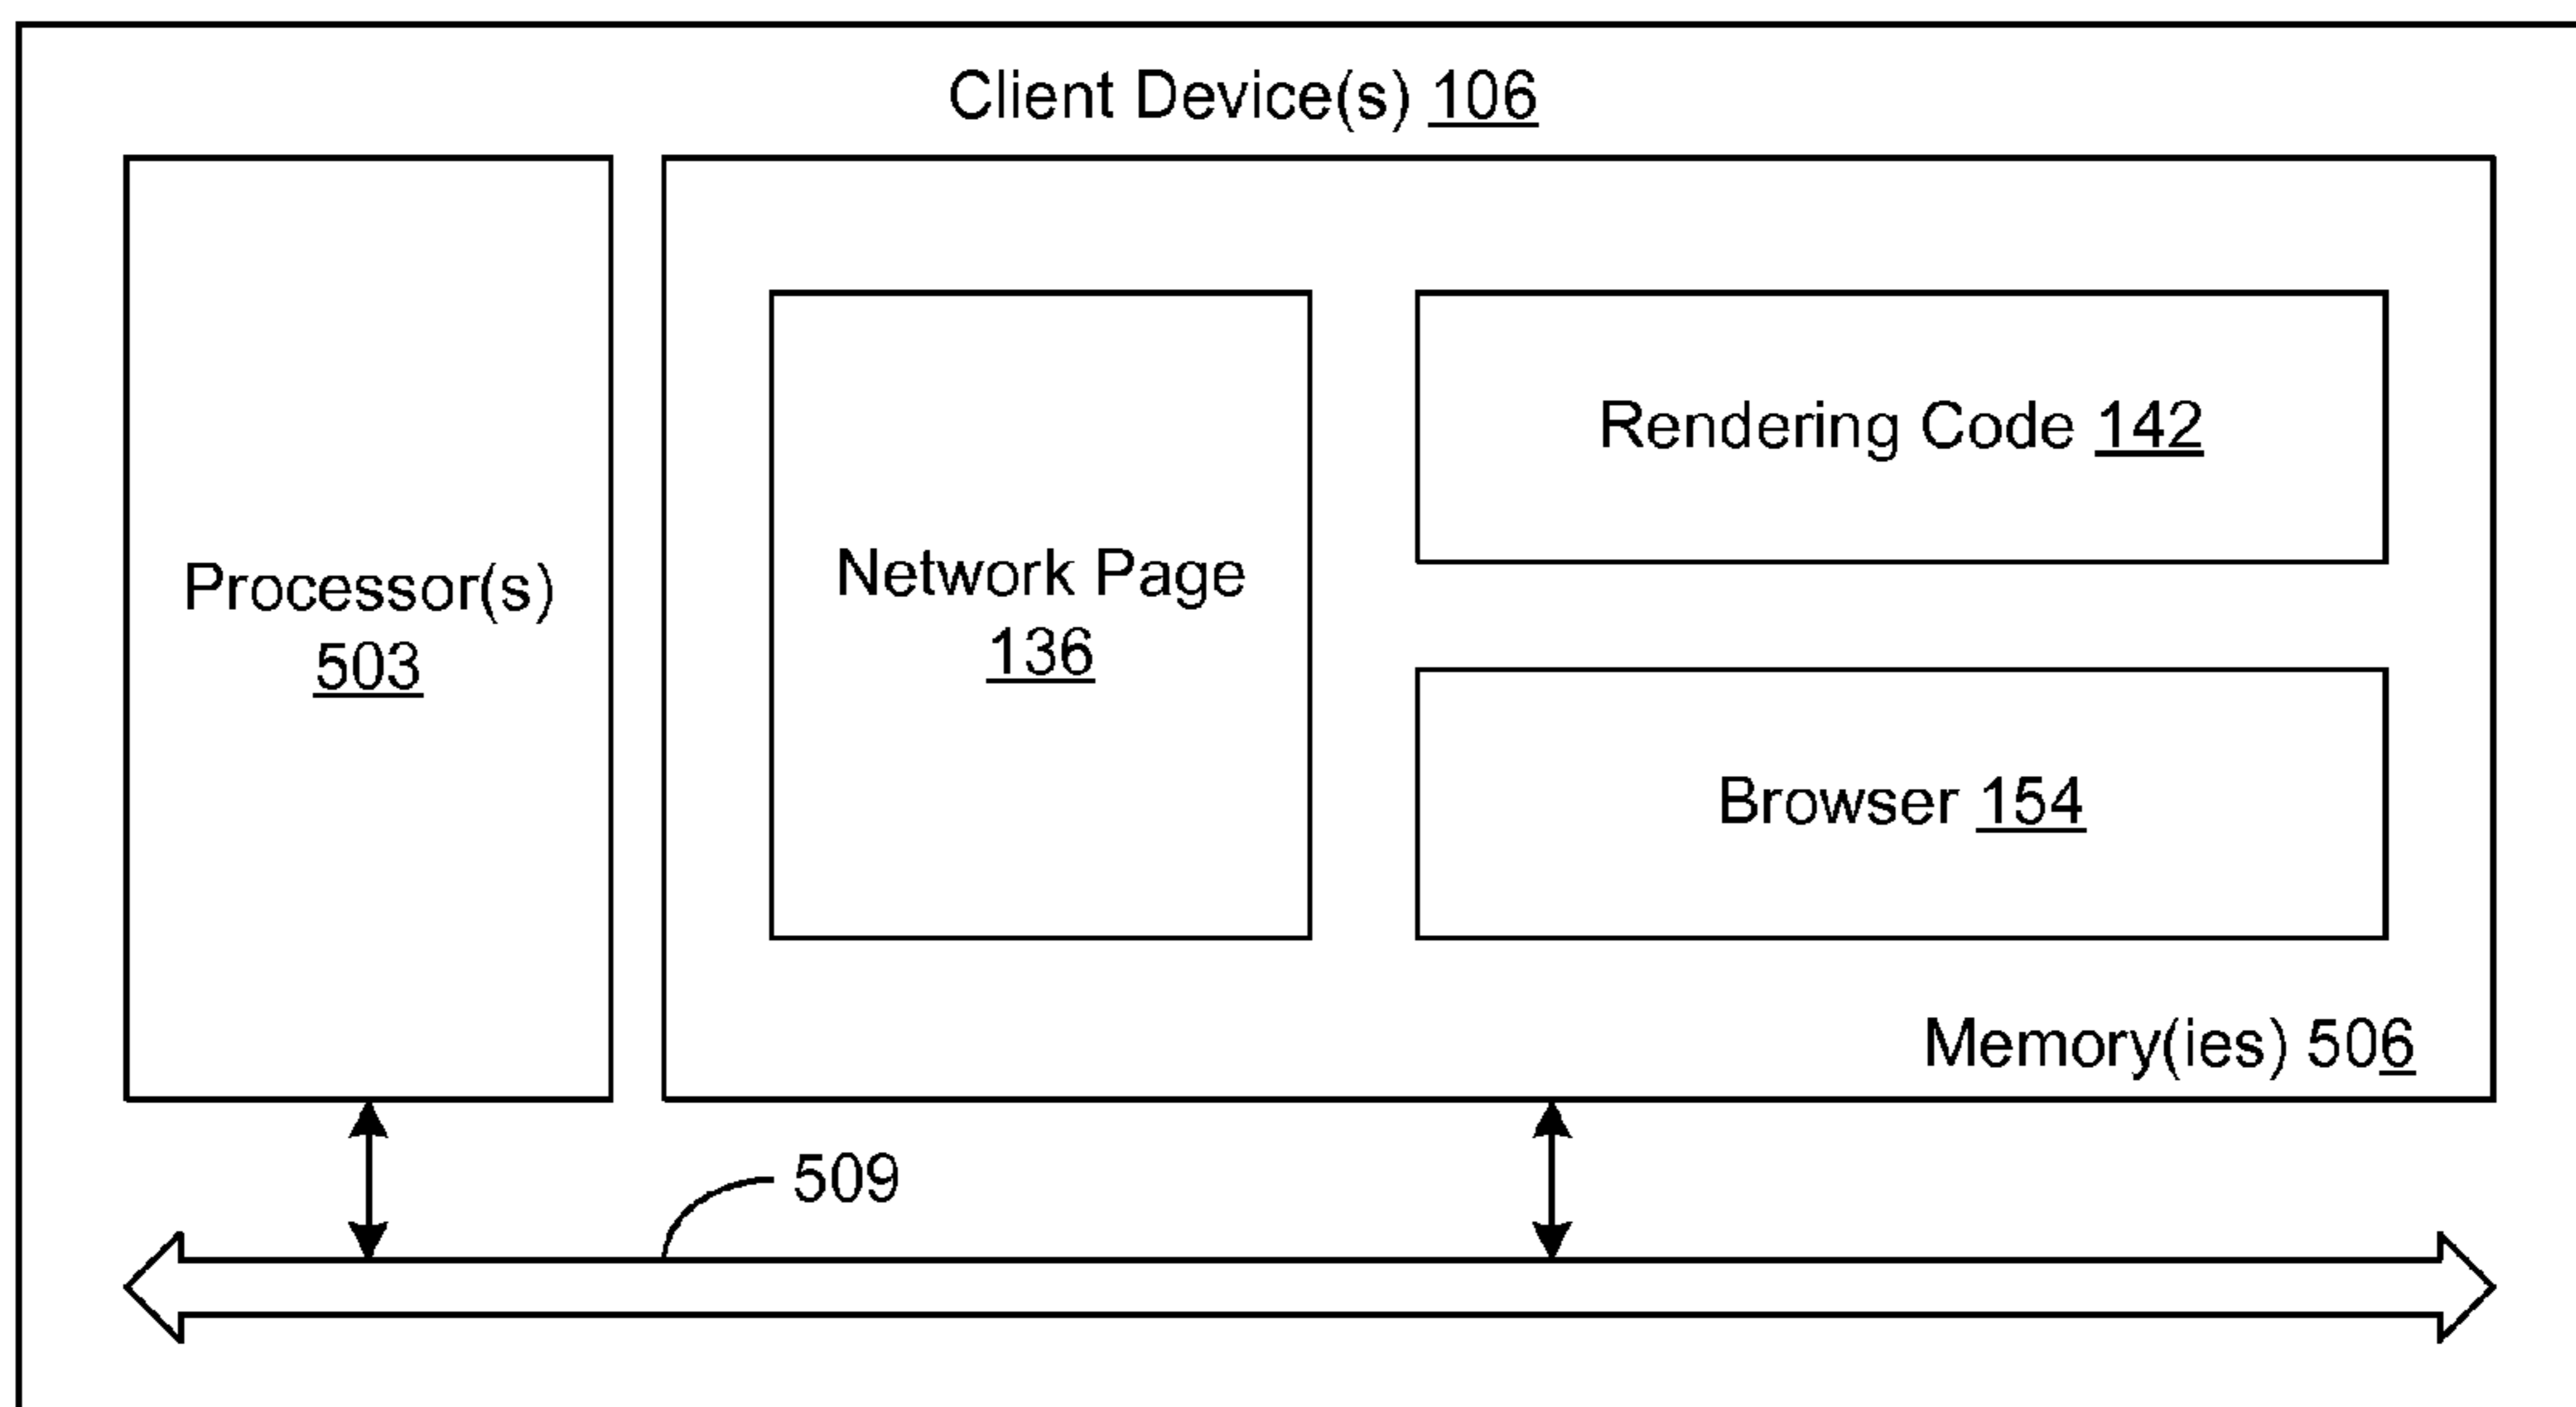 Client Device(s) 106
Processor(s)
503
Network Page
136
Rendering Code 142
Browser 154
Memory(ies) 506
509